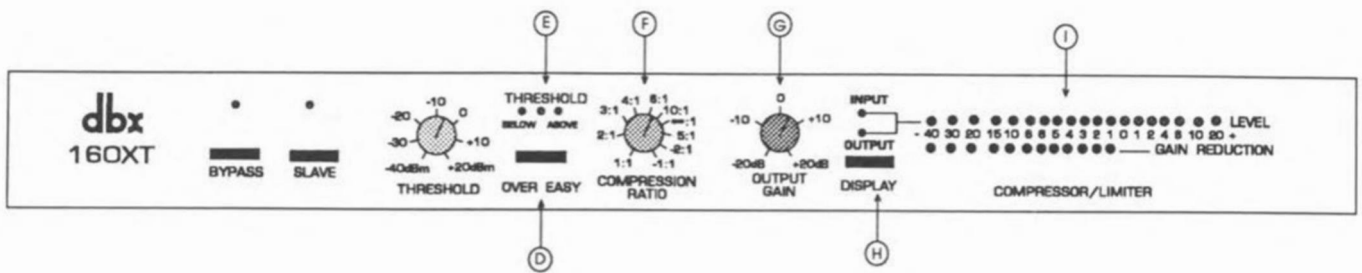 E F G I
dbx
160XT
BYPASS
SLAVE
-40dBm -30 -20 -10 0 +10 +20dBm
THRESHOLD
THRESHOLD
BELOW ABOVE
OVER EASY
1:1 2:1 3:1 4:1 6:1 10:1 ∞:1 -5:1 -2:1 -1:1
COMPRESSION
RATIO
-20dB -10 0 +10 +20dB
OUTPUT
GAIN
INPUT
OUTPUT
DISPLAY
LEVEL
- 40 30 20 15 10 8 6 5 4 3 2 1 0 1 2 4 6 10 20 +
GAIN REDUCTION
COMPRESSOR/LIMITER
D H